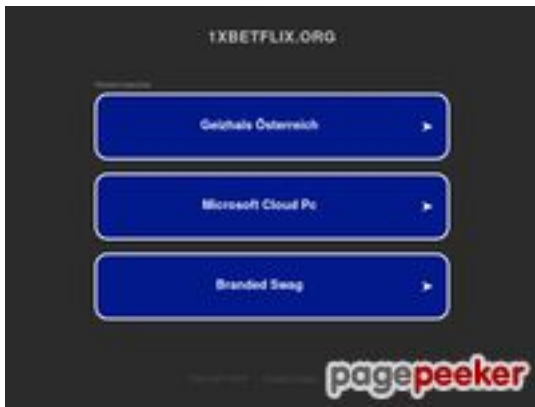 1XBETFLIX.ORG
Geizhals Österreich
Microsoft Cloud Pc
Branded Swag
pagepeeker